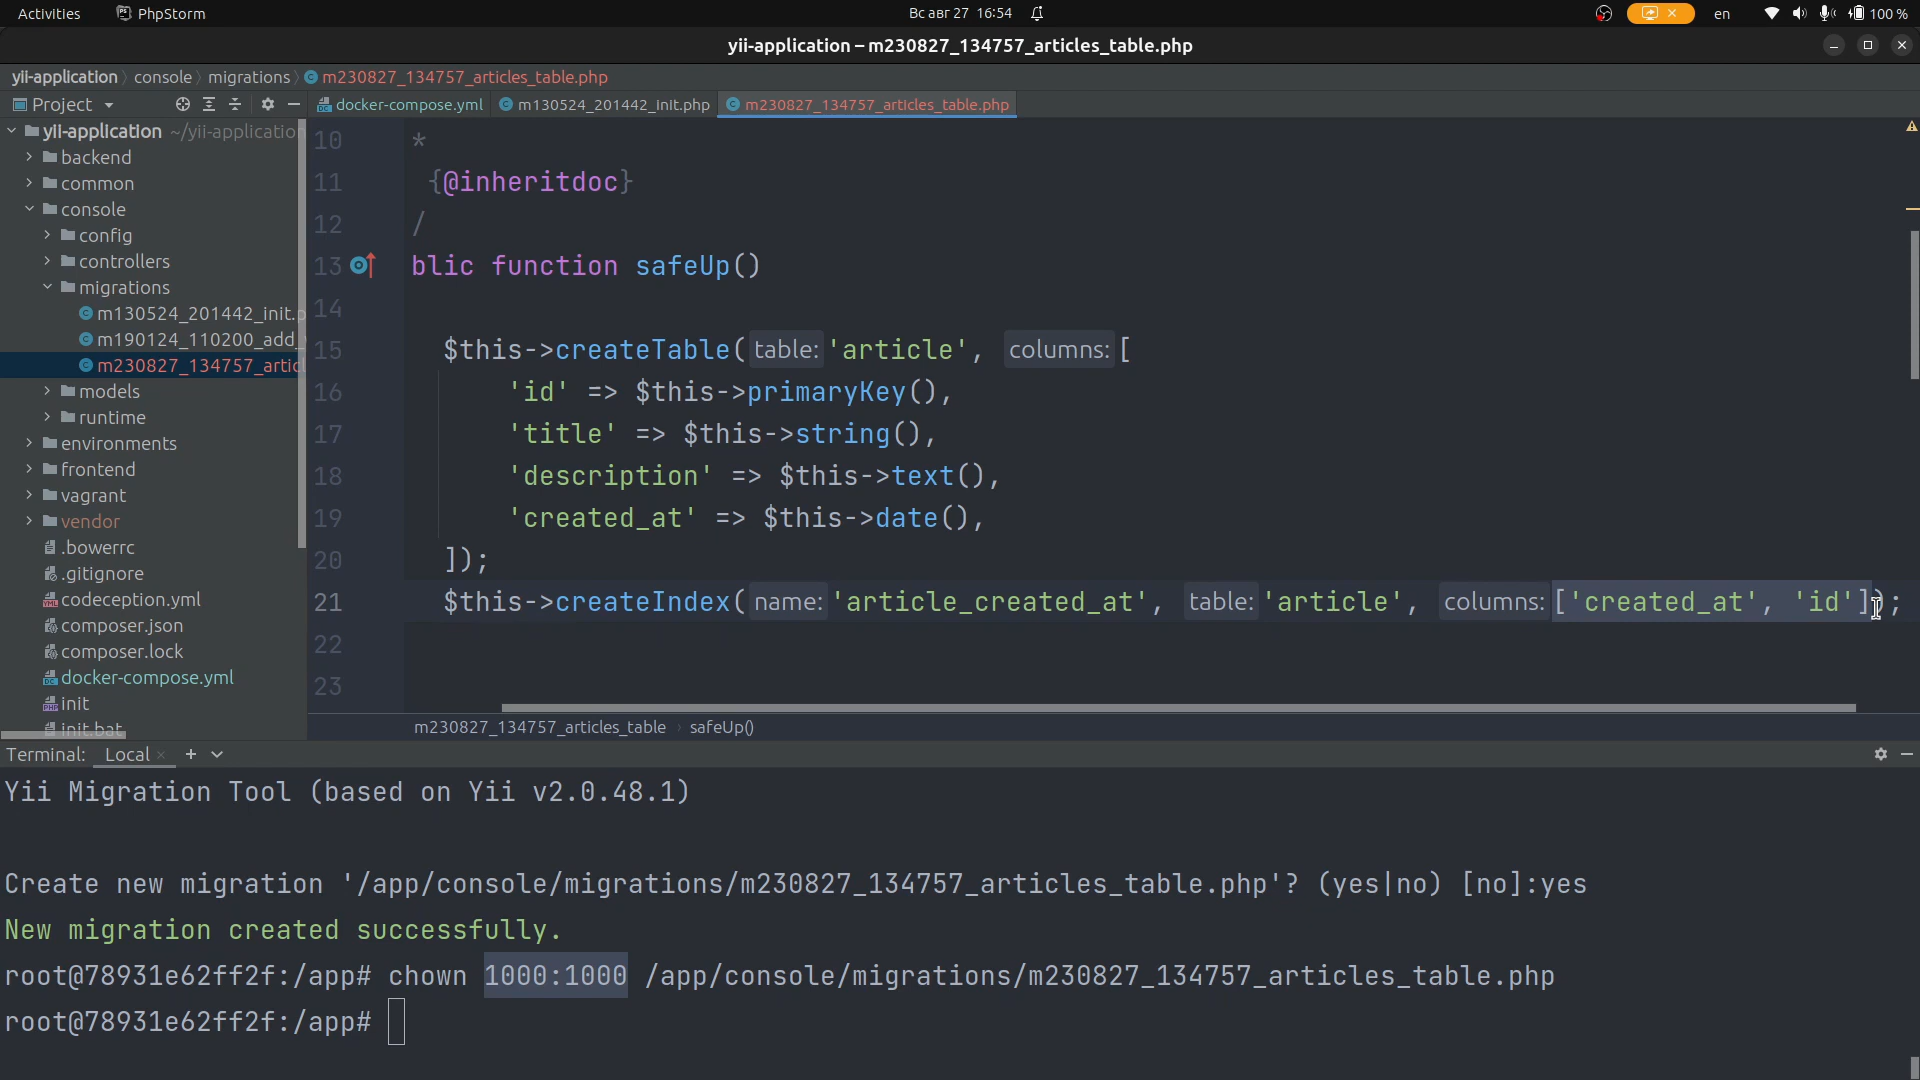 Activities PhpStorm Вс авг 27 16:54 en 100 %
yii-application – m230827_134757_articles_table.php
yii-application console migrations m230827_134757_articles_table.php
Project docker-compose.yml m130524_201442_init.php m230827_134757_articles_table.php
yii-application ~/yii-application
backend
common
console
config
controllers
migrations
m130524_201442_init.p
m190124_110200_add_
m230827_134757_articl
models
runtime
environments
frontend
vagrant
vendor
.bowerrc
.gitignore
codeception.yml
composer.json
composer.lock
docker-compose.yml
init
init.bat
10 *
11 {@inheritdoc}
12 /
13 blic function safeUp()
14
15 $this->createTable( table: 'article', columns: [
16 'id' => $this->primaryKey(),
17 'title' => $this->string(),
18 'description' => $this->text(),
19 'created_at' => $this->date(),
20 ]);
21 $this->createIndex( name: 'article_created_at', table: 'article', columns: ['created_at', 'id']);
22
23
m230827_134757_articles_table safeUp()
Terminal: Local
Yii Migration Tool (based on Yii v2.0.48.1)
Create new migration '/app/console/migrations/m230827_134757_articles_table.php'? (yes|no) [no]:yes
New migration created successfully.
root@78931e62ff2f:/app# chown 1000:1000 /app/console/migrations/m230827_134757_articles_table.php
root@78931e62ff2f:/app#